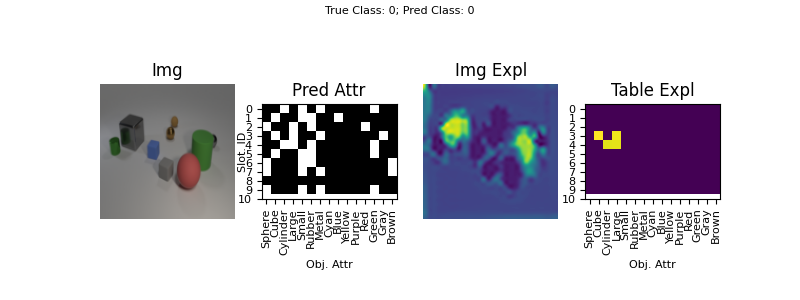 True Class: 0; Pred Class: 0
Img
Pred Attr
Img Expl
Table Expl
Slot. ID
0
1
2
3
4
5
6
7
8
9
10
Sphere
Cube
Cylinder
Large
Small
Rubber
Metal
Cyan
Blue
Yellow
Purple
Red
Green
Gray
Brown
Obj. Attr
0
1
2
3
4
5
6
7
8
9
10
Sphere
Cube
Cylinder
Large
Small
Rubber
Metal
Cyan
Blue
Yellow
Purple
Red
Green
Gray
Brown
Obj. Attr